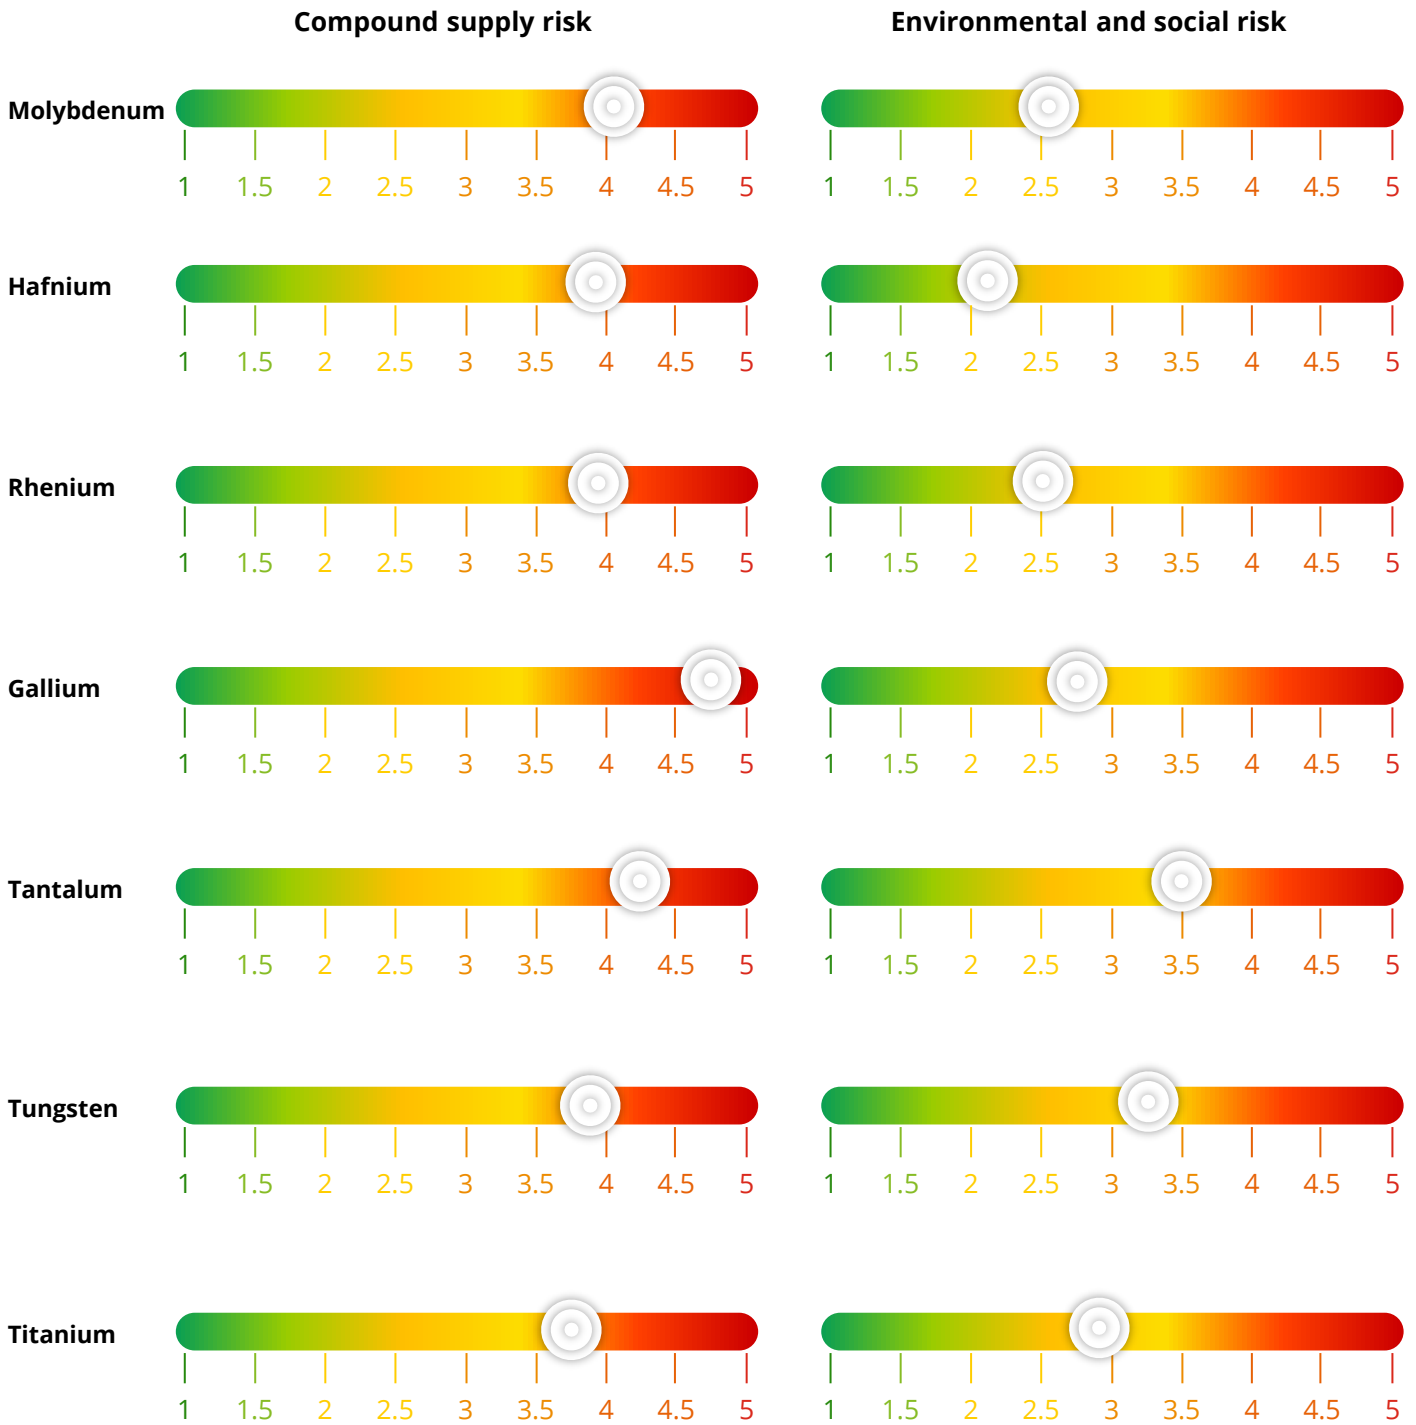 Compound supply risk
Environmental and social risk
Molybdenum
1 1.5 2 2.5 3 3.5 4 4.5 5
1 1.5 2 2.5 3 3.5 4 4.5 5
Hafnium
1 1.5 2 2.5 3 3.5 4 4.5 5
1 1.5 2 2.5 3 3.5 4 4.5 5
Rhenium
1 1.5 2 2.5 3 3.5 4 4.5 5
1 1.5 2 2.5 3 3.5 4 4.5 5
Gallium
1 1.5 2 2.5 3 3.5 4 4.5 5
1 1.5 2 2.5 3 3.5 4 4.5 5
Tantalum
1 1.5 2 2.5 3 3.5 4 4.5 5
1 1.5 2 2.5 3 3.5 4 4.5 5
Tungsten
1 1.5 2 2.5 3 3.5 4 4.5 5
1 1.5 2 2.5 3 3.5 4 4.5 5
Titanium
1 1.5 2 2.5 3 3.5 4 4.5 5
1 1.5 2 2.5 3 3.5 4 4.5 5